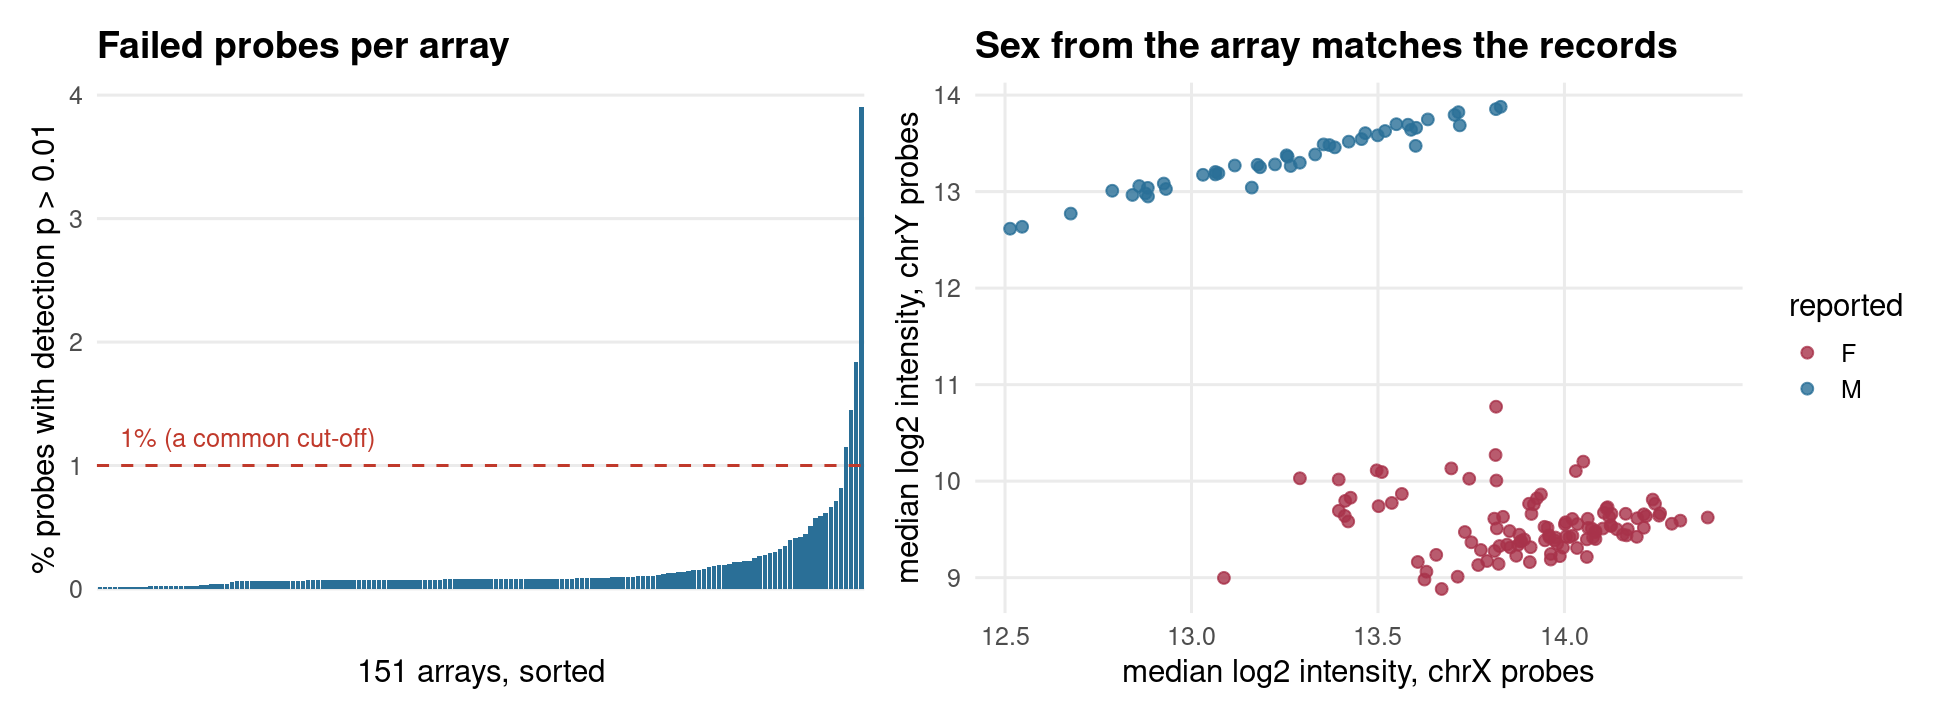 Failed probes per array
% probes with detection p > 0.01
4
3
2
1
0
1% (a common cut-off)
151 arrays, sorted
Sex from the array matches the records
median log2 intensity, chrY probes
14
13
12
11
10
9
12.5 13.0 13.5 14.0
median log2 intensity, chrX probes
reported
F
M